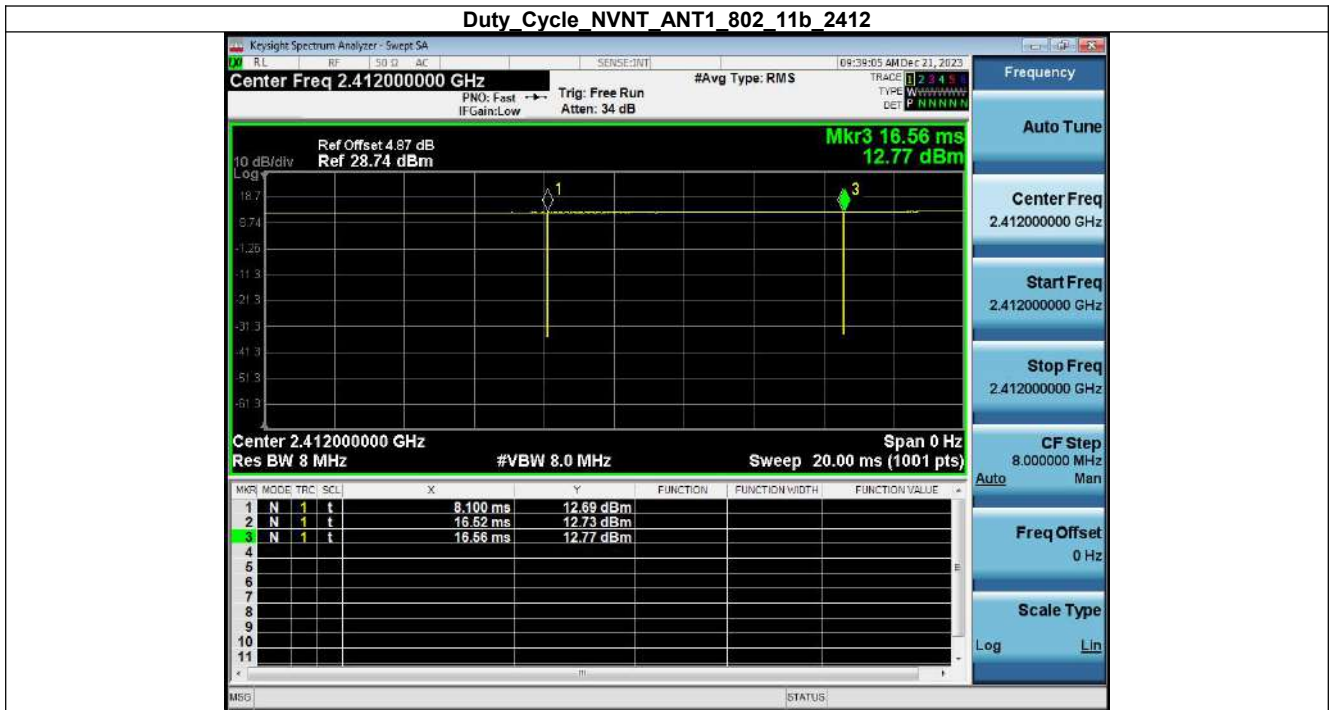 Duty_Cycle_NVNT_ANT1_802_11b_2412
Keysight Spectrum Analyzer - Swept SA
RL RF 50 Ω AC SENSE:INT 09:39:05 AM Dec 21, 2023
Center Freq 2.412000000 GHz
PNO: Fast
IFGain:Low
Trig: Free Run
Atten: 34 dB
#Avg Type: RMS
TRACE 1 2 3 4 5 6
TYPE WWWWWW
DET P N N N N N
Ref Offset 4.87 dB
10 dB/div Ref 28.74 dBm
Log
Mkr3 16.56 ms
12.77 dBm
1
3
18.7
8.74
-1.26
-11.3
-21.3
-31.3
-41.3
-51.3
-61.3
Center 2.412000000 GHz Span 0 Hz
Res BW 8 MHz #VBW 8.0 MHz Sweep 20.00 ms (1001 pts)
MKR MODE TRC SCL X Y FUNCTION FUNCTION WIDTH FUNCTION VALUE
1 N 1 t 8.100 ms 12.69 dBm
2 N 1 t 16.52 ms 12.73 dBm
3 N 1 t 16.56 ms 12.77 dBm
4
5
6
7
8
9
10
11
MSG STATUS
Frequency
Auto Tune
Center Freq
2.412000000 GHz
Start Freq
2.412000000 GHz
Stop Freq
2.412000000 GHz
CF Step
8.000000 MHz
Auto Man
Freq Offset
0 Hz
Scale Type
Log Lin